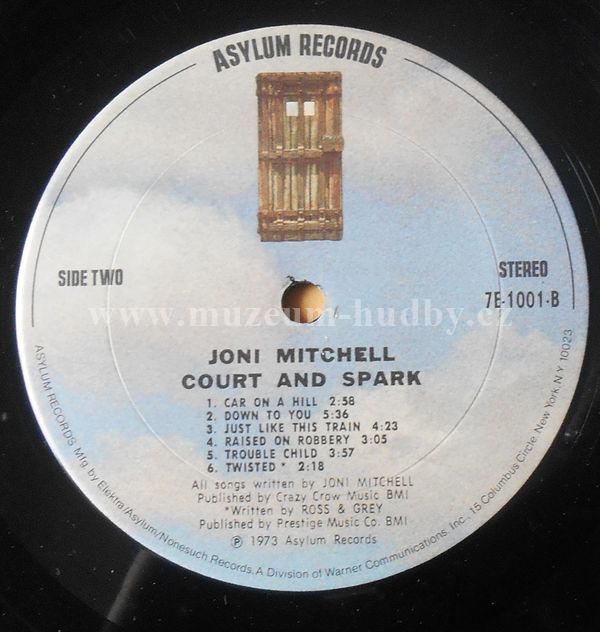 ASYLUM RECORDS
SIDE TWO
STEREO
7E-1001-B
www.muzeum-hudby.cz
JONI MITCHELL
COURT AND SPARK
1. CAR ON A HILL 2:58
2. DOWN TO YOU 5:36
3. JUST LIKE THIS TRAIN 4:23
4. RAISED ON ROBBERY 3:05
5. TROUBLE CHILD 3:57
6. TWISTED * 2:18
All songs written by JONI MITCHELL
Published by Crazy Crow Music BMI
*Written by ROSS & GREY
Published by Prestige Music Co. BMI
℗ 1973 Asylum Records
ASYLUM RECORDS Mfg. by Elektra/Asylum/Nonesuch Records. A Division of Warner Communications Inc., 15 Columbus Circle, New York, N.Y. 10023